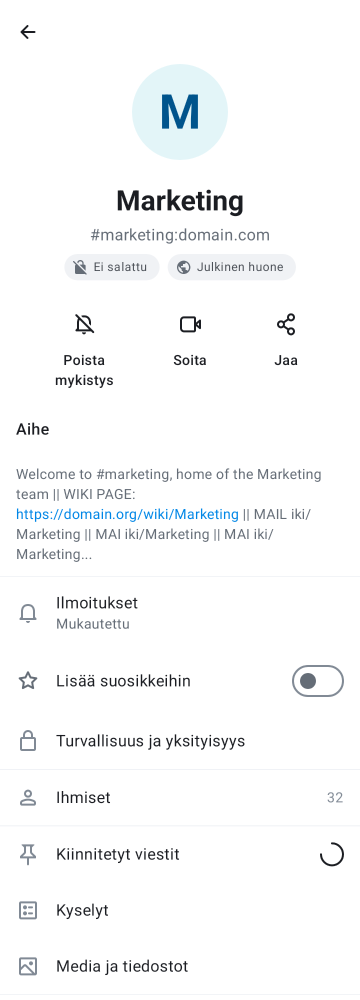 M
Marketing
#marketing:domain.com
Ei salattu
Julkinen huone
Poista
mykistys
Soita
Jaa
Aihe
Welcome to #marketing, home of the Marketing
team || WIKI PAGE:
https://domain.org/wiki/Marketing || MAIL iki/
Marketing || MAI iki/Marketing || MAI iki/
Marketing...
Ilmoitukset
Mukautettu
Lisää suosikkeihin
Turvallisuus ja yksityisyys
Ihmiset 32
Kiinnitetyt viestit
Kyselyt
Media ja tiedostot